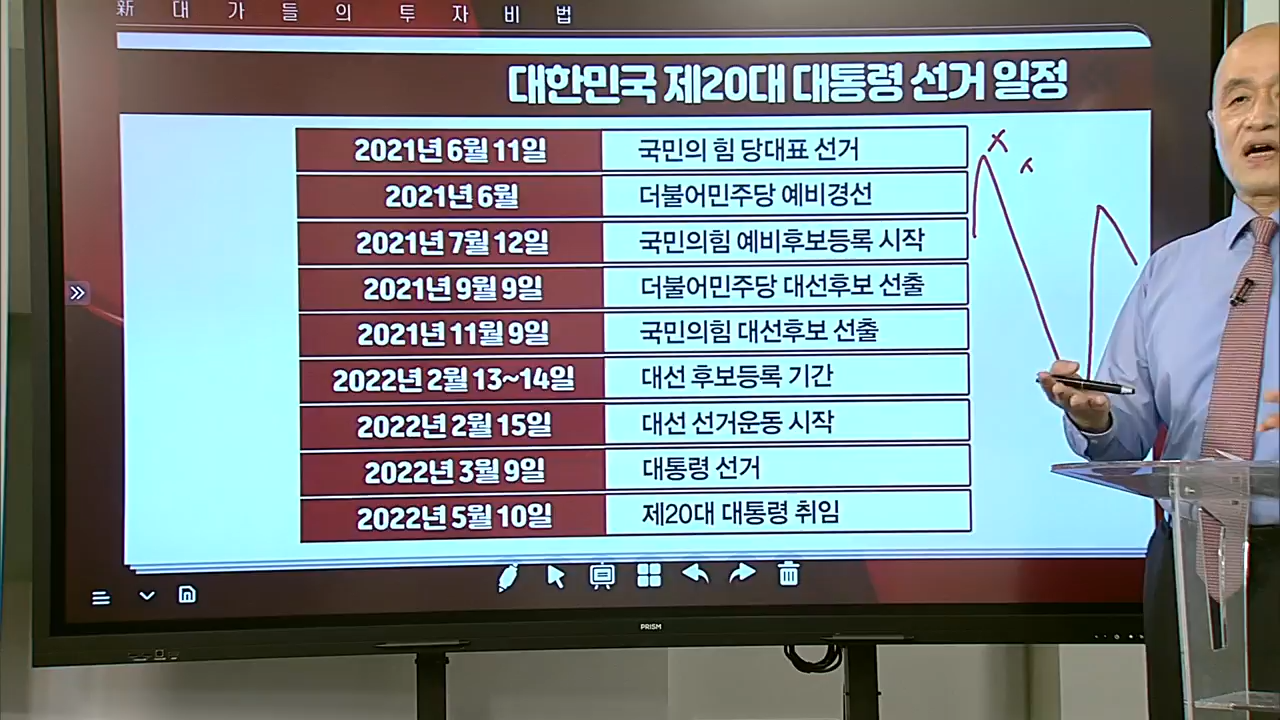 新 대 가 들 의 투 자 비 법
대한민국 제20대 대통령 선거 일정
2021년 6월 11일 국민의 힘 당대표 선거
2021년 6월 더불어민주당 예비경선
2021년 7월 12일 국민의힘 예비후보등록 시작
2021년 9월 9일 더불어민주당 대선후보 선출
2021년 11월 9일 국민의힘 대선후보 선출
2022년 2월 13~14일 대선 후보등록 기간
2022년 2월 15일 대선 선거운동 시작
2022년 3월 9일 대통령 선거
2022년 5월 10일 제20대 대통령 취임
PRISM